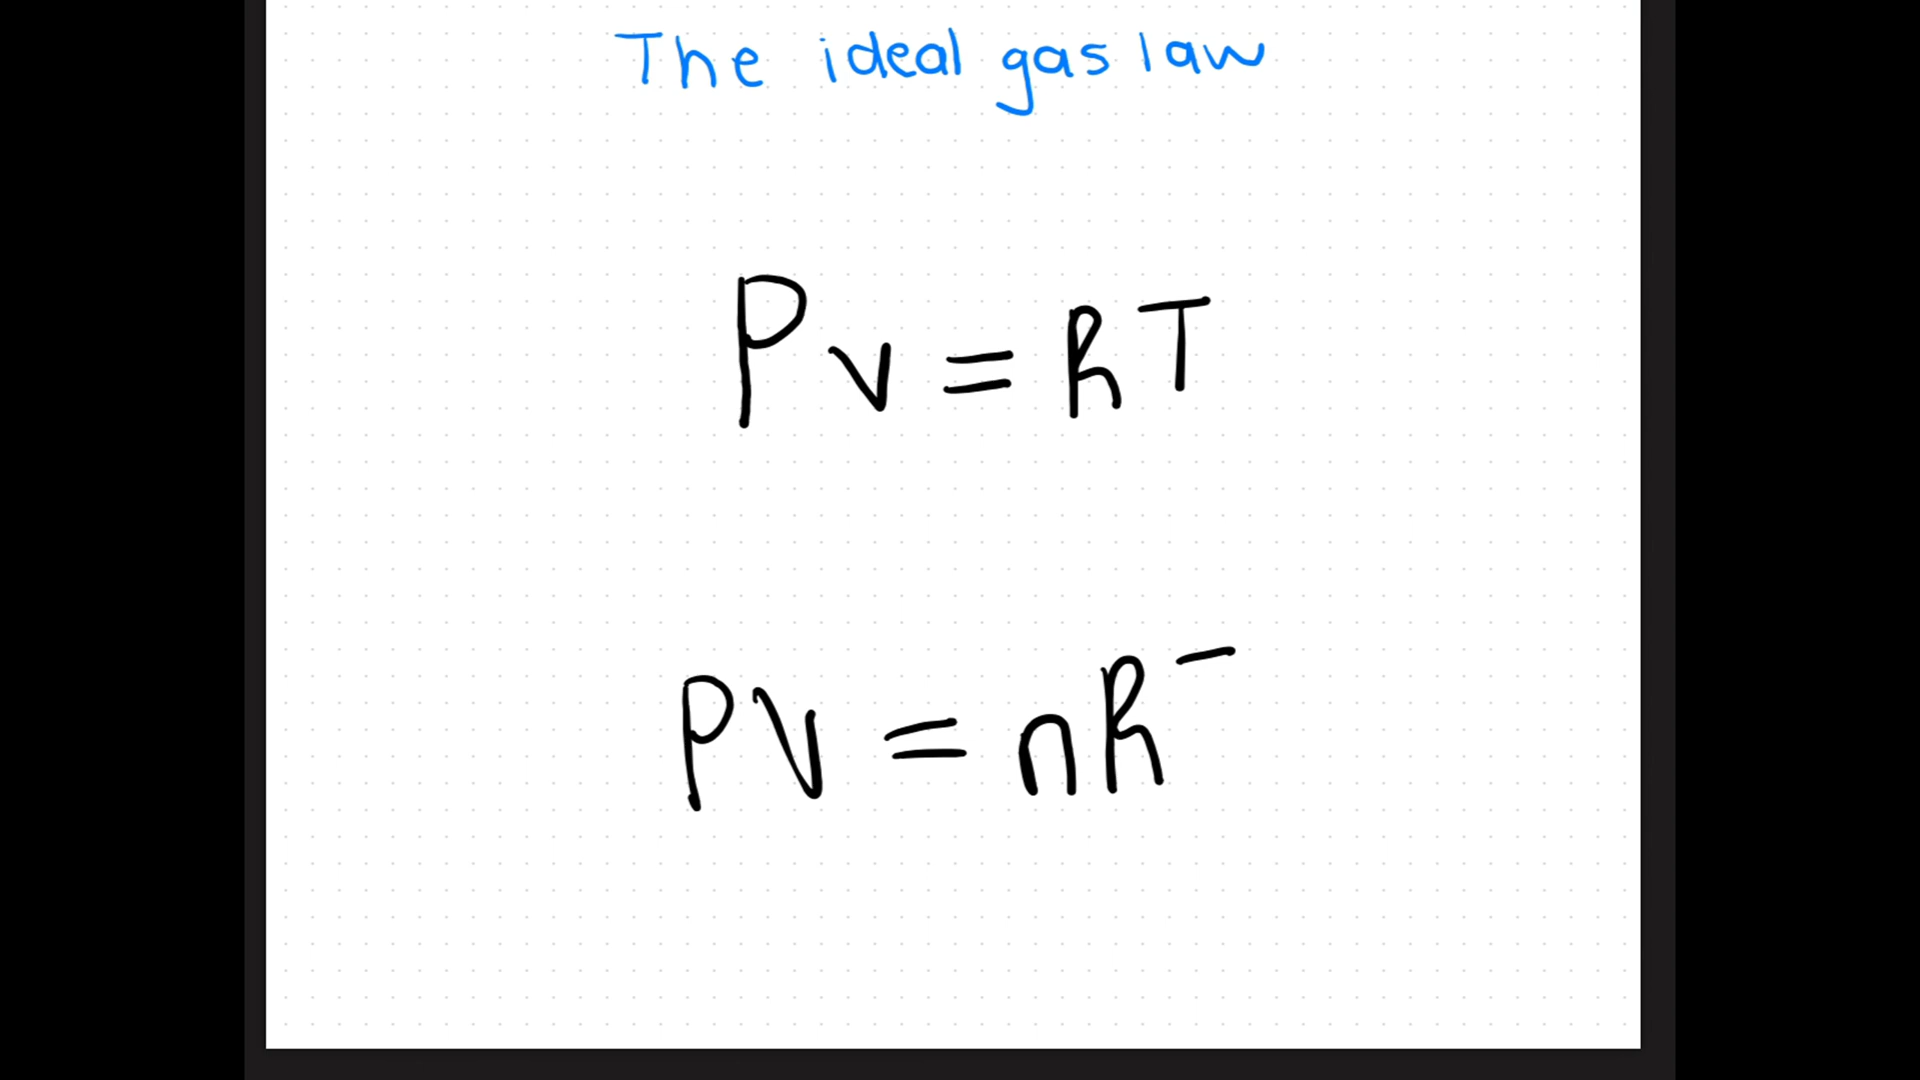 The ideal gas law
Pv = RT
PV = nR‾